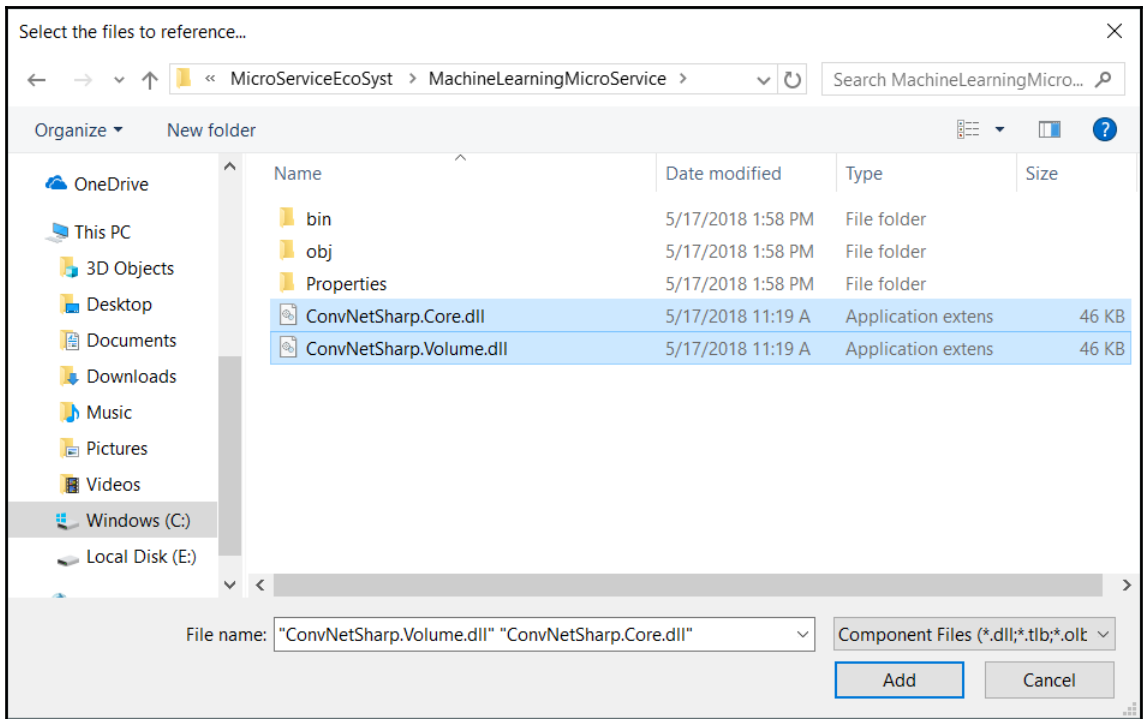 Select the files to reference...
« MicroServiceEcoSyst > MachineLearningMicroService >
Search MachineLearningMicro...
Organize New folder
?
Name Date modified Type Size
OneDrive
This PC
3D Objects
Desktop
Documents
Downloads
Music
Pictures
Videos
Windows (C:)
Local Disk (E:)
bin 5/17/2018 1:58 PM File folder
obj 5/17/2018 1:58 PM File folder
Properties 5/17/2018 1:58 PM File folder
ConvNetSharp.Core.dll 5/17/2018 11:19 A Application extens 46 KB
ConvNetSharp.Volume.dll 5/17/2018 11:19 A Application extens 46 KB
File name: "ConvNetSharp.Volume.dll" "ConvNetSharp.Core.dll" Component Files (*.dll;*.tlb;*.olb
Add Cancel